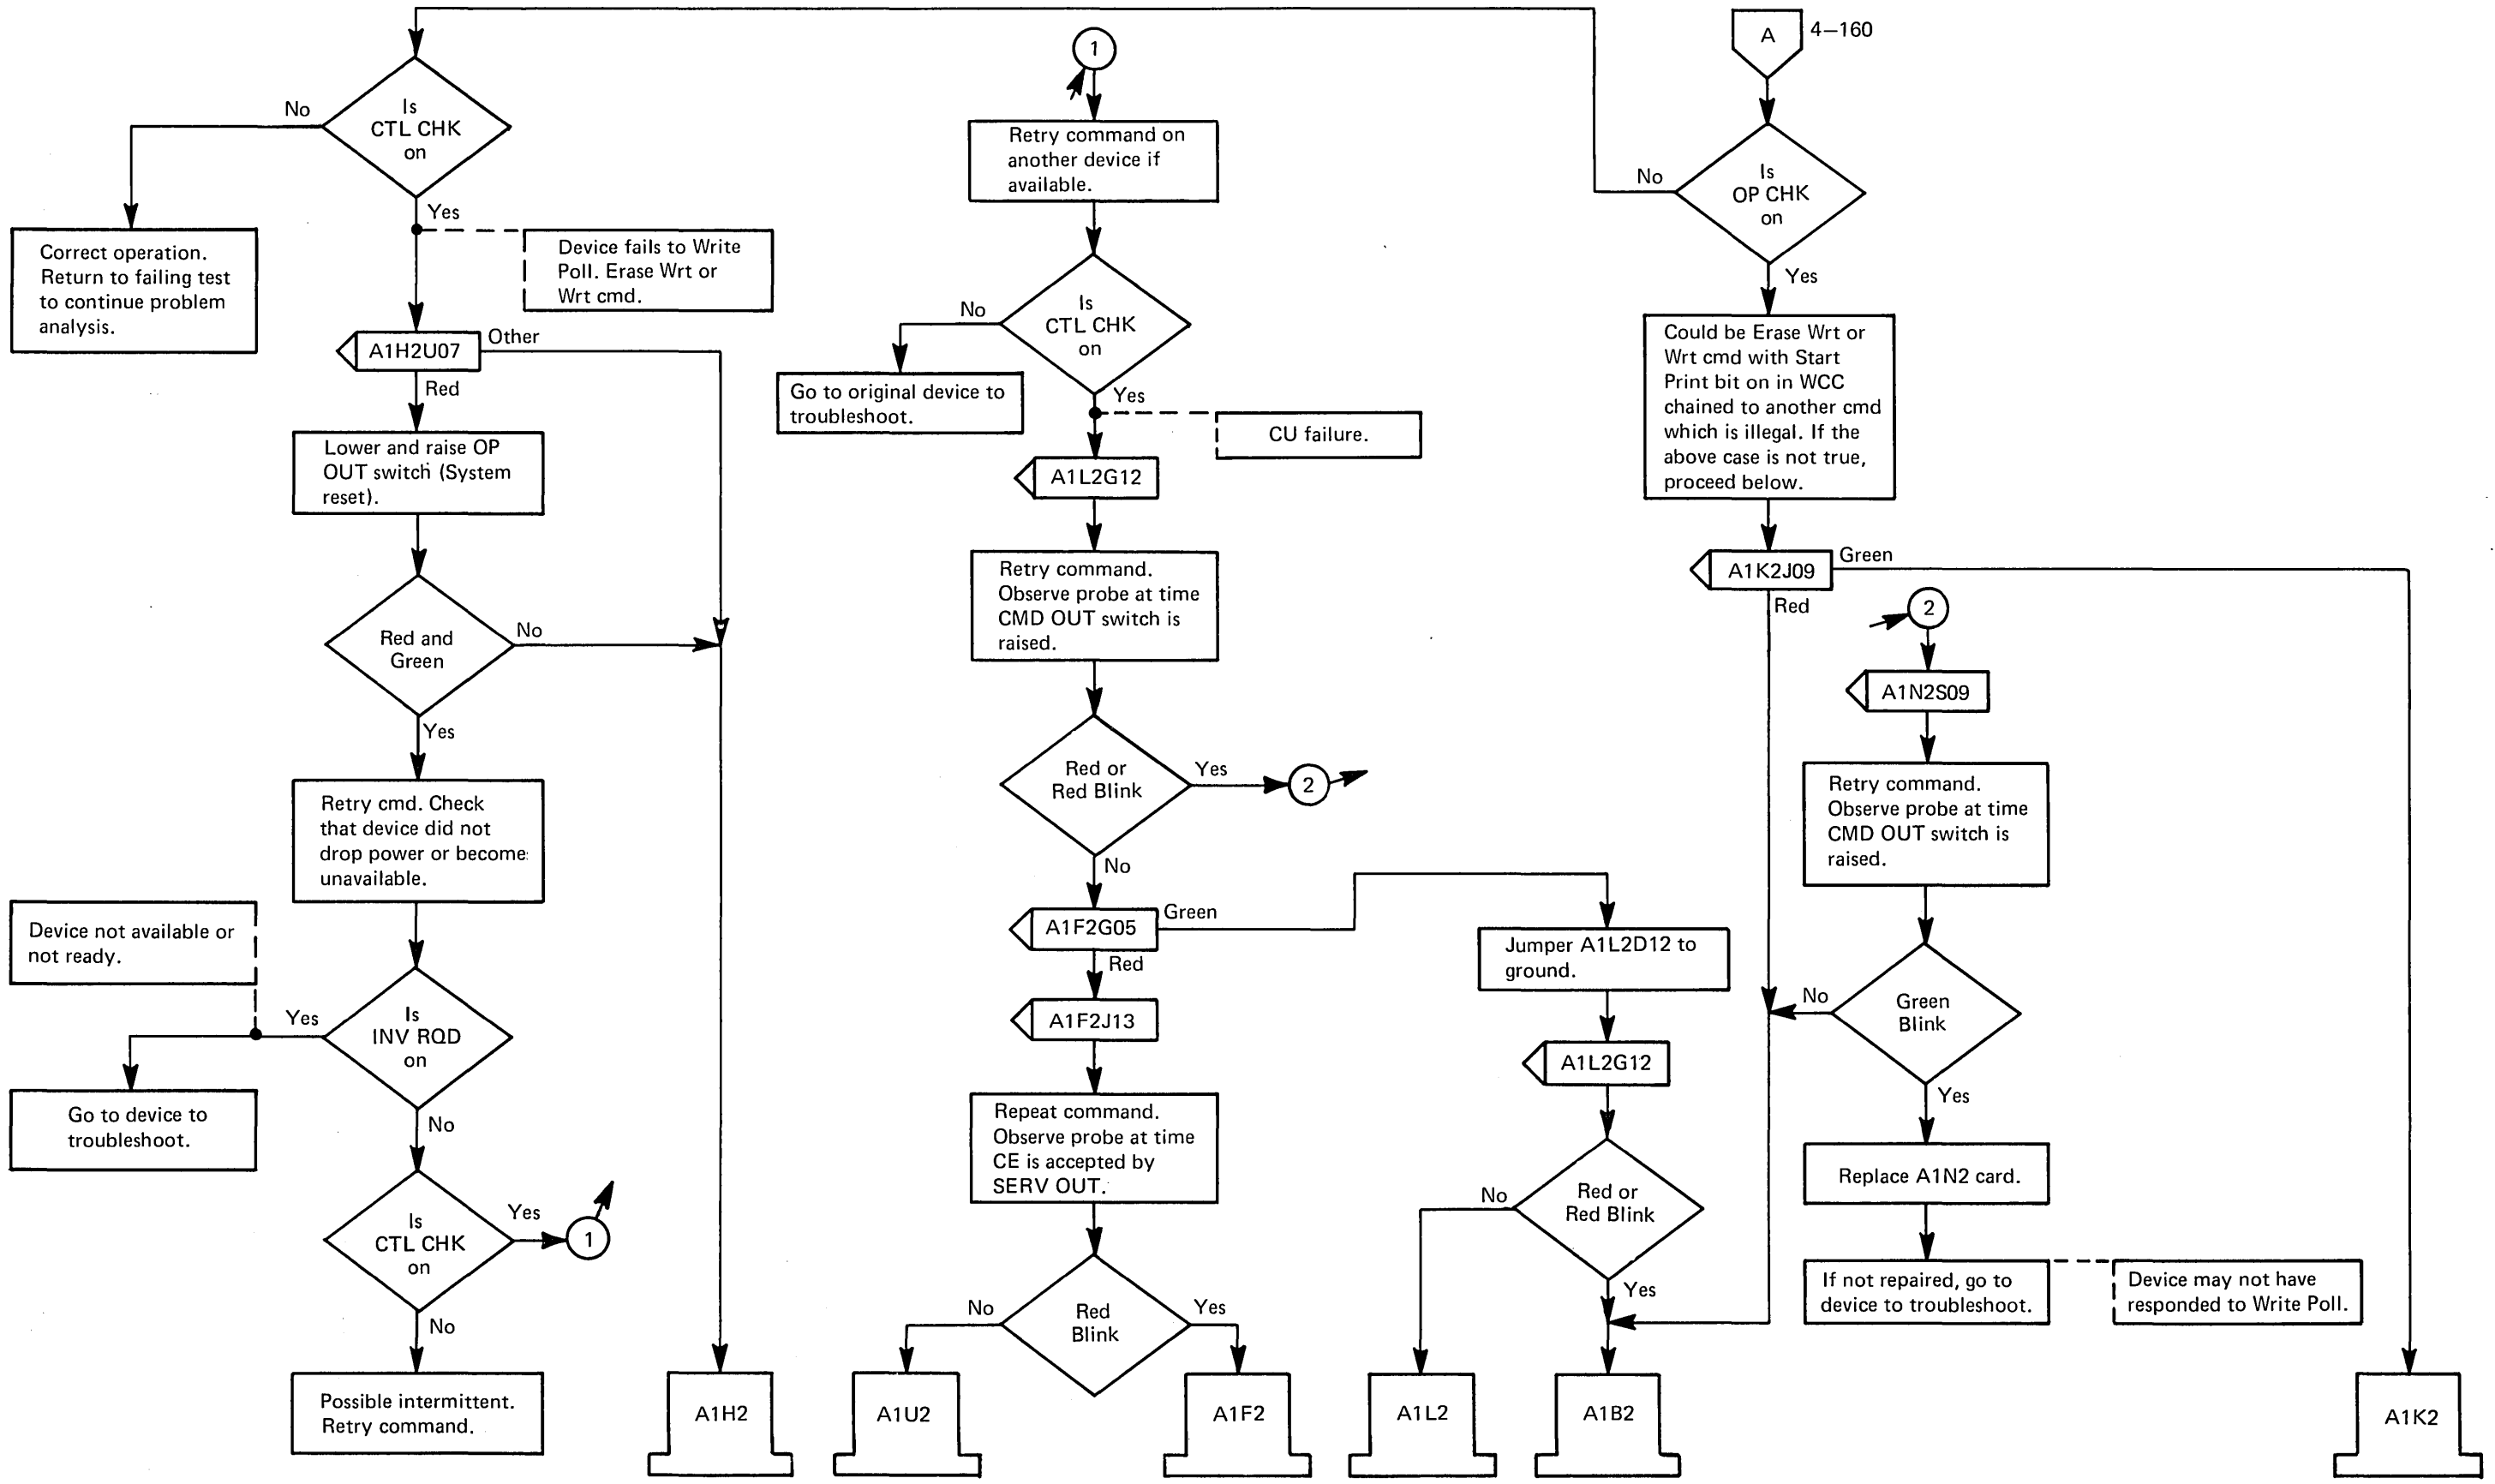 A
4–160
Is
OP CHK
on
No
Yes
Could be Erase Wrt or
Wrt cmd with Start
Print bit on in WCC
chained to another cmd
which is illegal. If the
above case is not true,
proceed below.
A1K2J09
Green
Red
Is
CTL CHK
on
No
Yes
Correct operation.
Return to failing test
to continue problem
analysis.
Device fails to Write
Poll. Erase Wrt or
Wrt cmd.
A1H2U07
Other
Red
Lower and raise OP
OUT switch (System
reset).
Red and
Green
No
Yes
Retry cmd. Check
that device did not
drop power or become
unavailable.
Device not available or
not ready.
Is
INV RQD
on
Yes
No
Go to device to
troubleshoot.
Is
CTL CHK
on
Yes
1
No
Possible intermittent.
Retry command.
A1H2
1
Retry command on
another device if
available.
Is
CTL CHK
on
No
Yes
Go to original device to
troubleshoot.
CU failure.
A1L2G12
Retry command.
Observe probe at time
CMD OUT switch is
raised.
Red or
Red Blink
Yes
2
No
A1F2G05
Green
Red
A1F2J13
Repeat command.
Observe probe at time
CE is accepted by
SERV OUT.
Red
Blink
No
Yes
A1U2
A1F2
Jumper A1L2D12 to
ground.
A1L2G12
Red or
Red Blink
No
Yes
A1L2
A1B2
2
A1N2S09
Retry command.
Observe probe at time
CMD OUT switch is
raised.
Green
Blink
No
Yes
Replace A1N2 card.
If not repaired, go to
device to troubleshoot.
Device may not have
responded to Write Poll.
A1K2